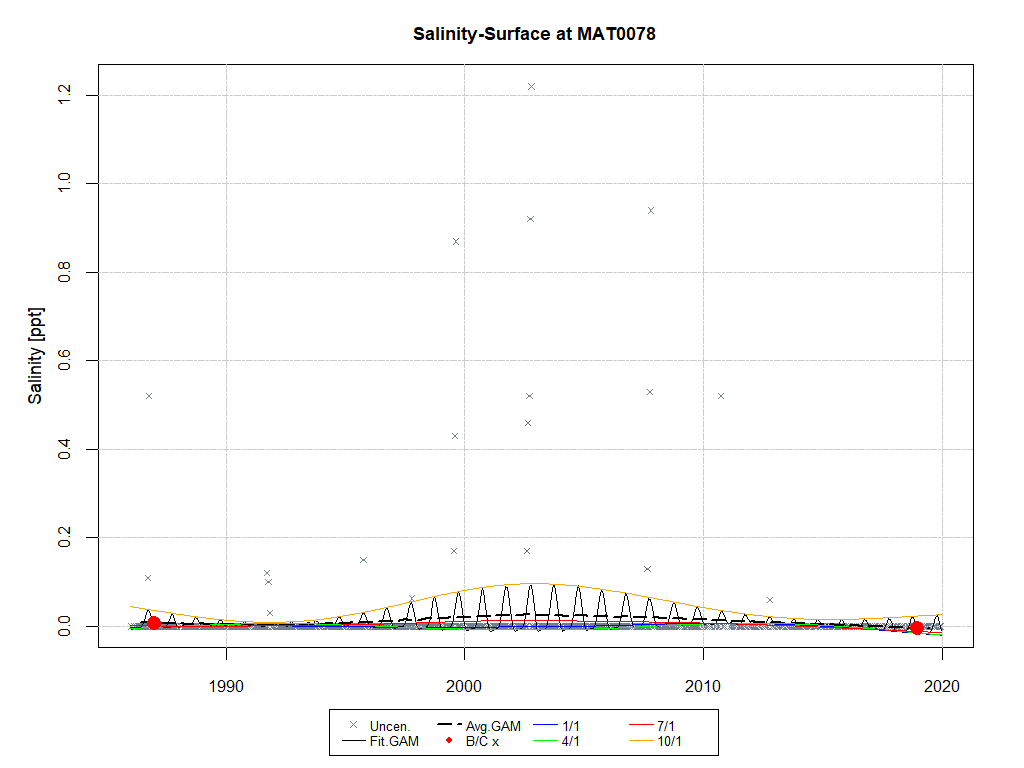 Salinity-Surface at MAT0078
Salinity [ppt]
1.2
1.0
0.8
0.6
0.4
0.2
0.0
1990 2000 2010 2020
Uncen. Avg.GAM 1/1 7/1
Fit.GAM B/C x 4/1 10/1